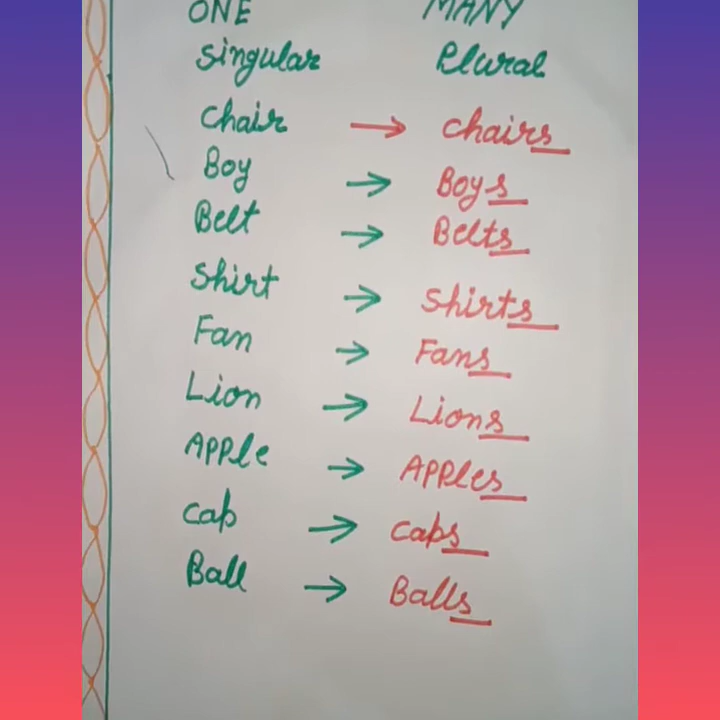 ONE MANY
Singular Plural
Chair → Chairs
Boy → Boys
Belt → Belts
Shirt → Shirts
Fan → Fans
Lion → Lions
Apple → Apples
Cap → Caps
Ball → Balls